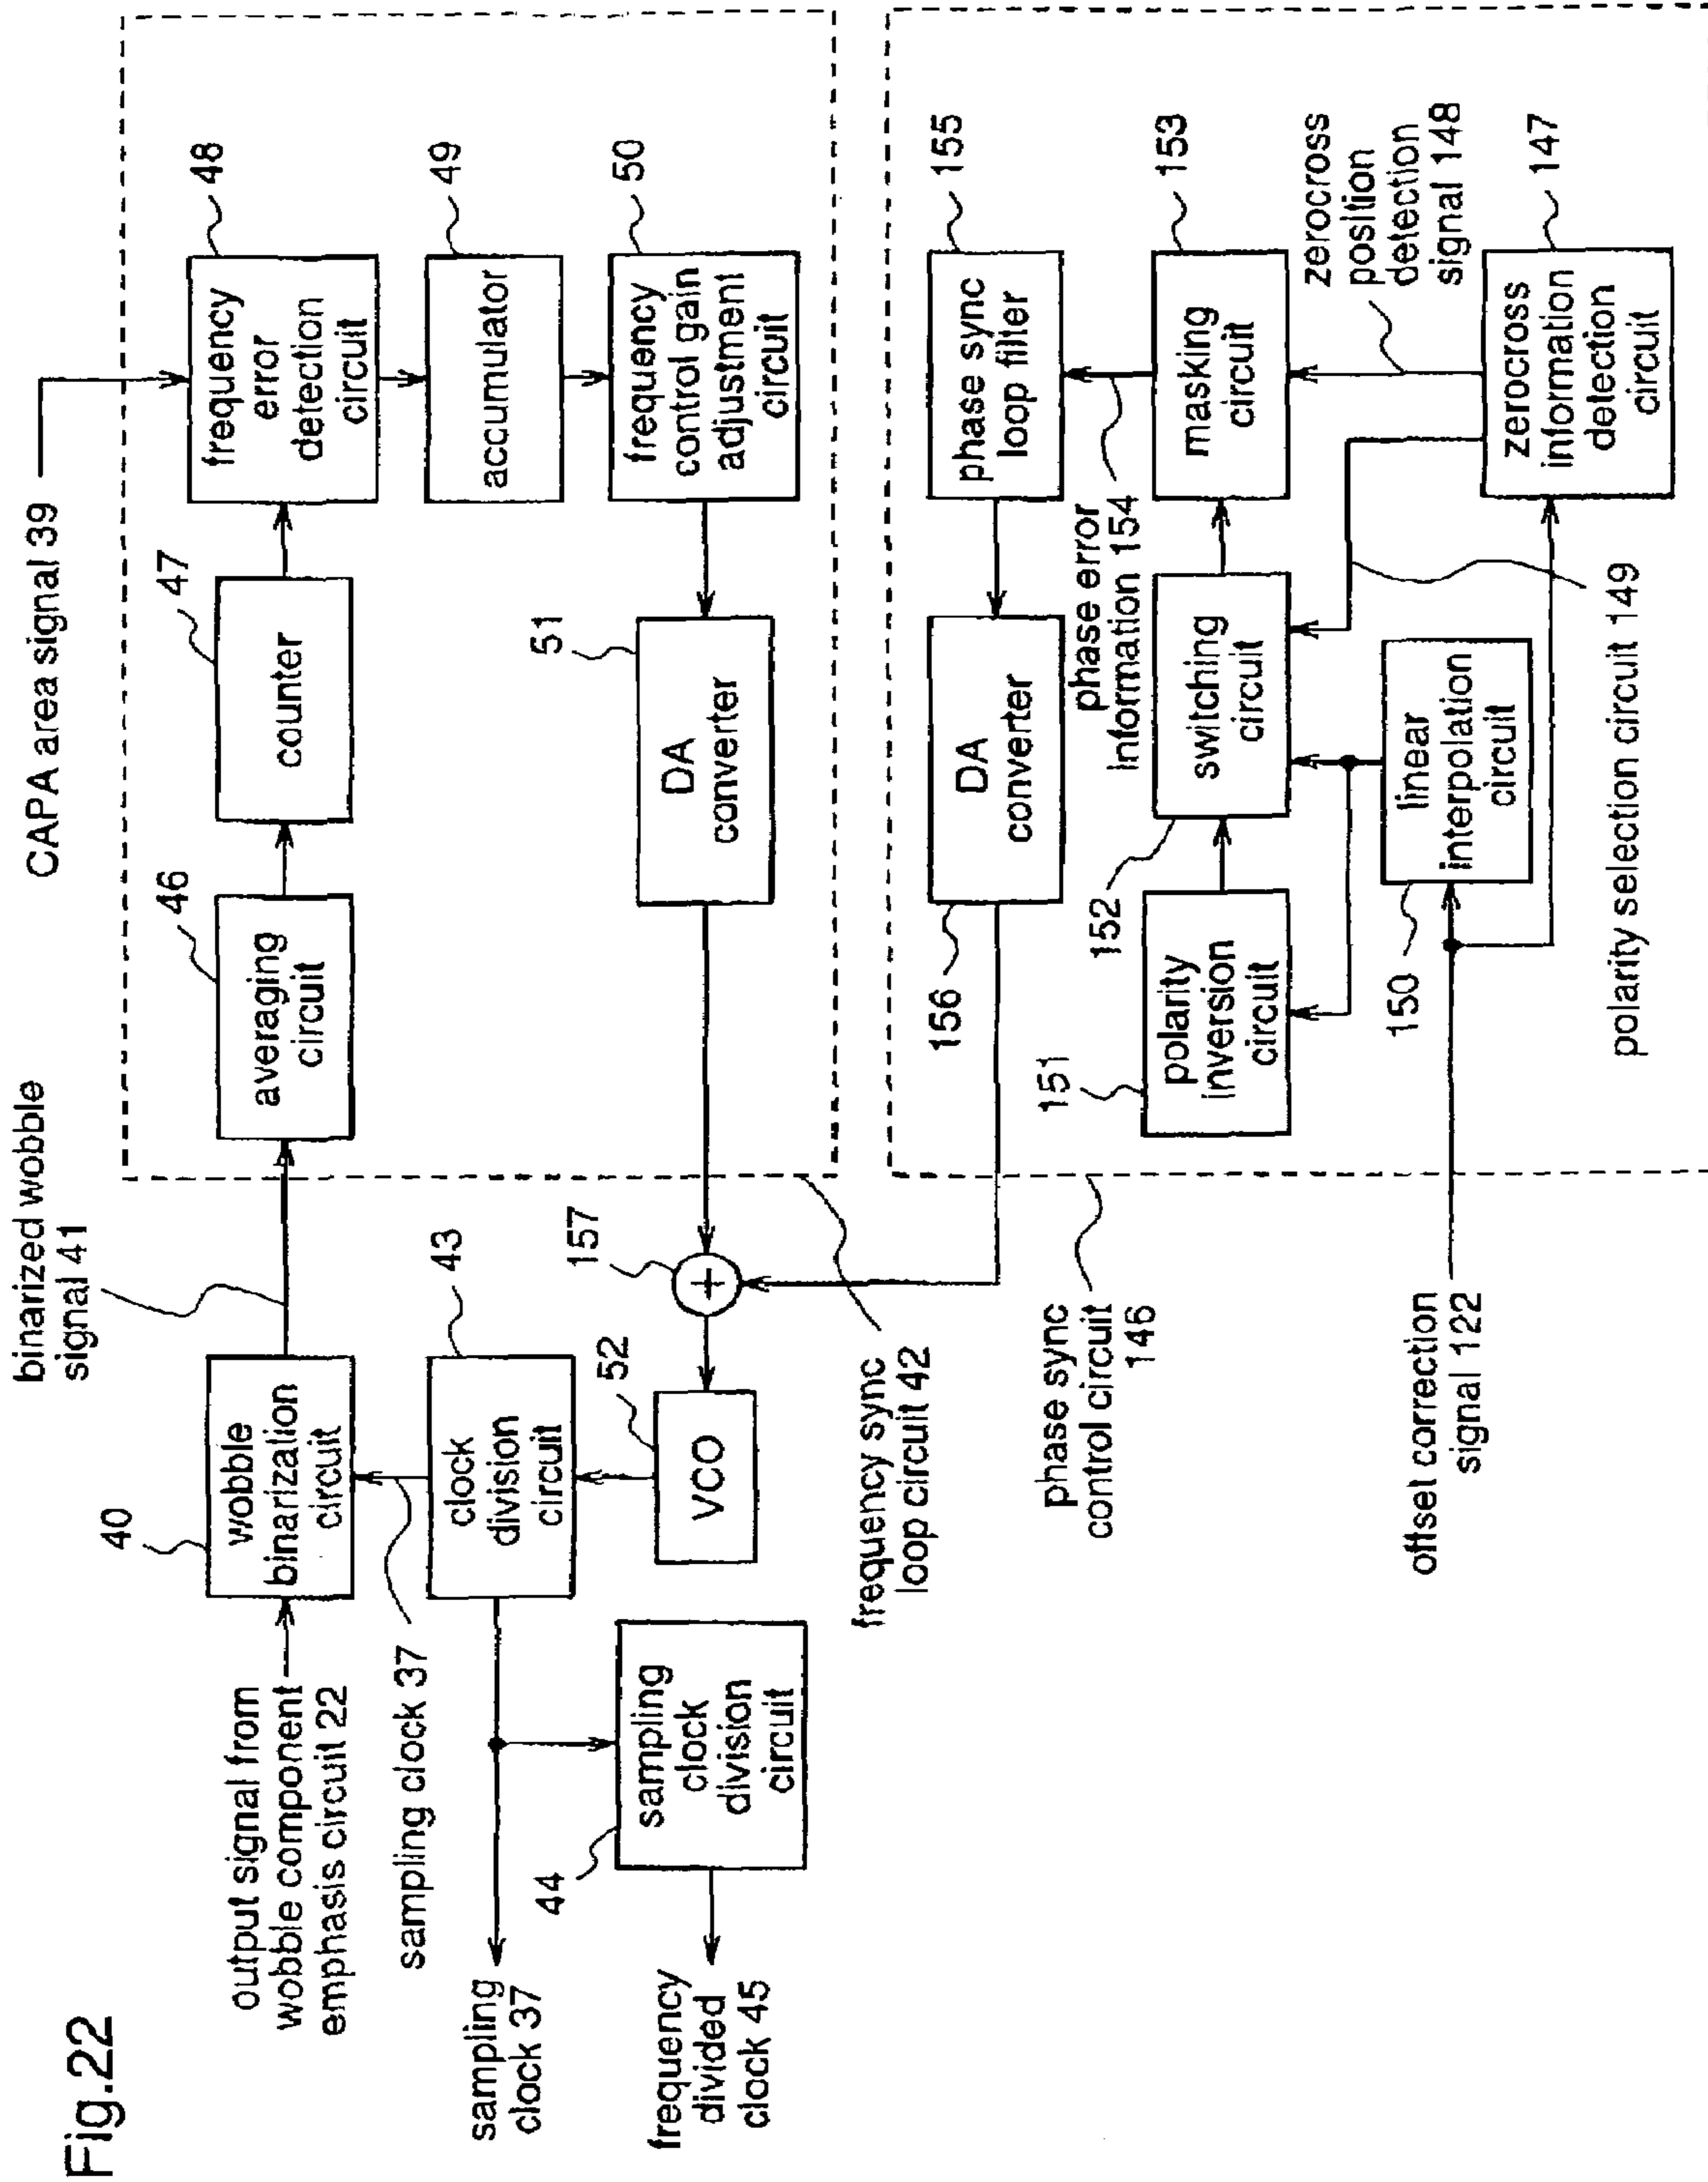 Fig.22
output signal from
wobble component
emphasis circuit 22
40
wobble
binarization
circuit
binarized wobble
signal 41
CAPA area signal 39
46
averaging
circuit
47
counter
48
frequency
error
detection
circuit
49
accumulator
50
frequency
control gain
adjustment
circuit
51
DA
converter
sampling clock 37
43
clock
division
circuit
sampling
clock 37
44
sampling
clock
division
circuit
frequency
divided
clock 45
52
VCO
157
+
frequency sync
loop circuit 42
phase sync
control circuit
146
155
phase sync
loop filter
156
DA
converter
phase error
Information 154
153
masking
circuit
152
switching
circuit
151
polarity
inversion
circuit
zerocross
position
detection
signal 148
147
zerocross
information
detection
circuit
150
linear
interpolation
circuit
polarity selection circuit 149
offset correction
signal 122